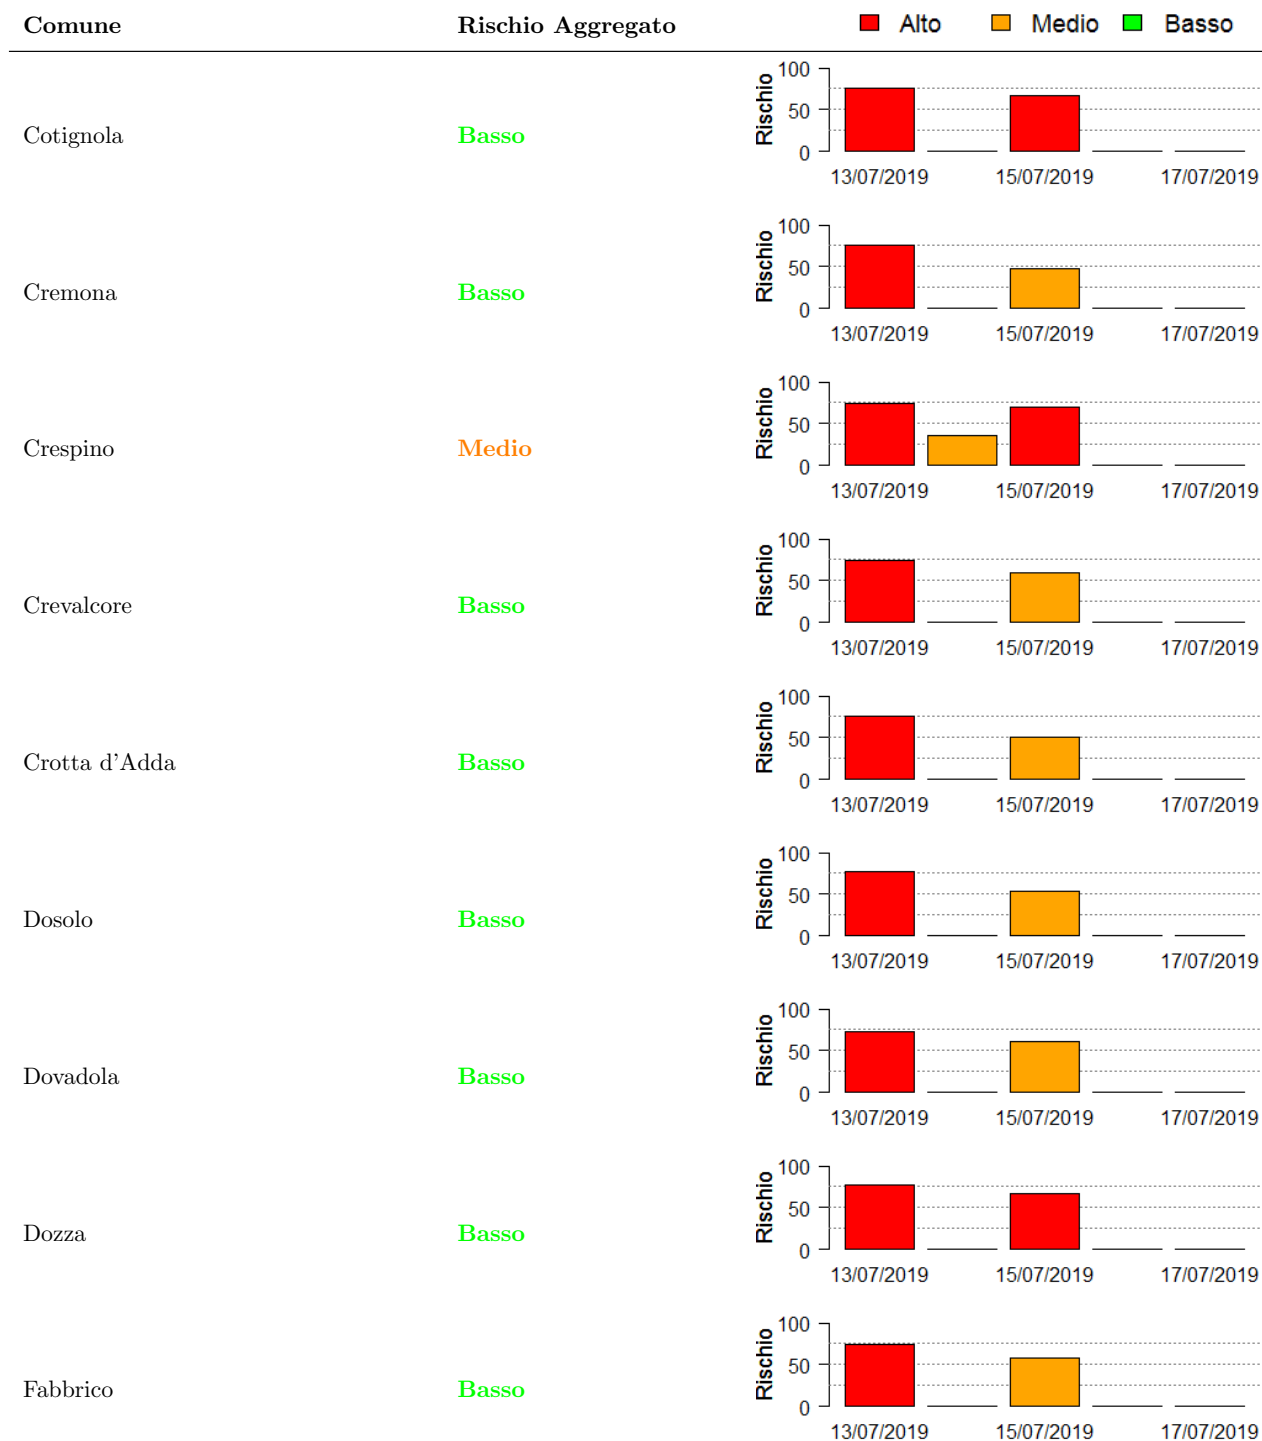 Comune Rischio Aggregato Alto Medio Basso
Cotignola Basso Rischio 100 50 0
13/07/2019 15/07/2019 17/07/2019
Cremona Basso Rischio 100 50 0
13/07/2019 15/07/2019 17/07/2019
Crespino Medio Rischio 100 50 0
13/07/2019 15/07/2019 17/07/2019
Crevalcore Basso Rischio 100 50 0
13/07/2019 15/07/2019 17/07/2019
Crotta d'Adda Basso Rischio 100 50 0
13/07/2019 15/07/2019 17/07/2019
Dosolo Basso Rischio 100 50 0
13/07/2019 15/07/2019 17/07/2019
Dovadola Basso Rischio 100 50 0
13/07/2019 15/07/2019 17/07/2019
Dozza Basso Rischio 100 50 0
13/07/2019 15/07/2019 17/07/2019
Fabbrico Basso Rischio 100 50 0
13/07/2019 15/07/2019 17/07/2019